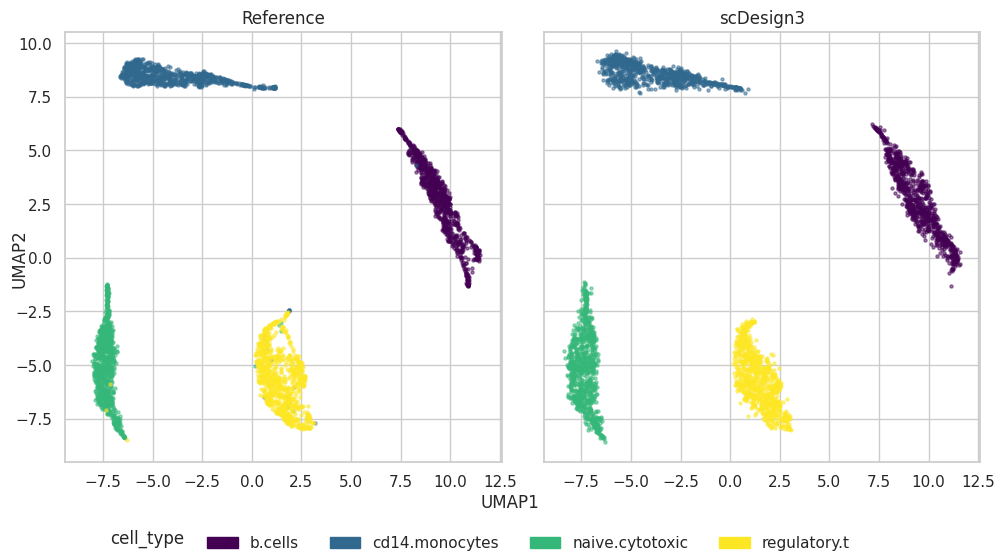 Reference
scDesign3
10.0
7.5
5.0
2.5
0.0
−2.5
−5.0
−7.5
UMAP2
−7.5 −5.0 −2.5 0.0 2.5 5.0 7.5 10.0 12.5
−7.5 −5.0 −2.5 0.0 2.5 5.0 7.5 10.0 12.5
UMAP1
cell_type b.cells cd14.monocytes naive.cytotoxic regulatory.t